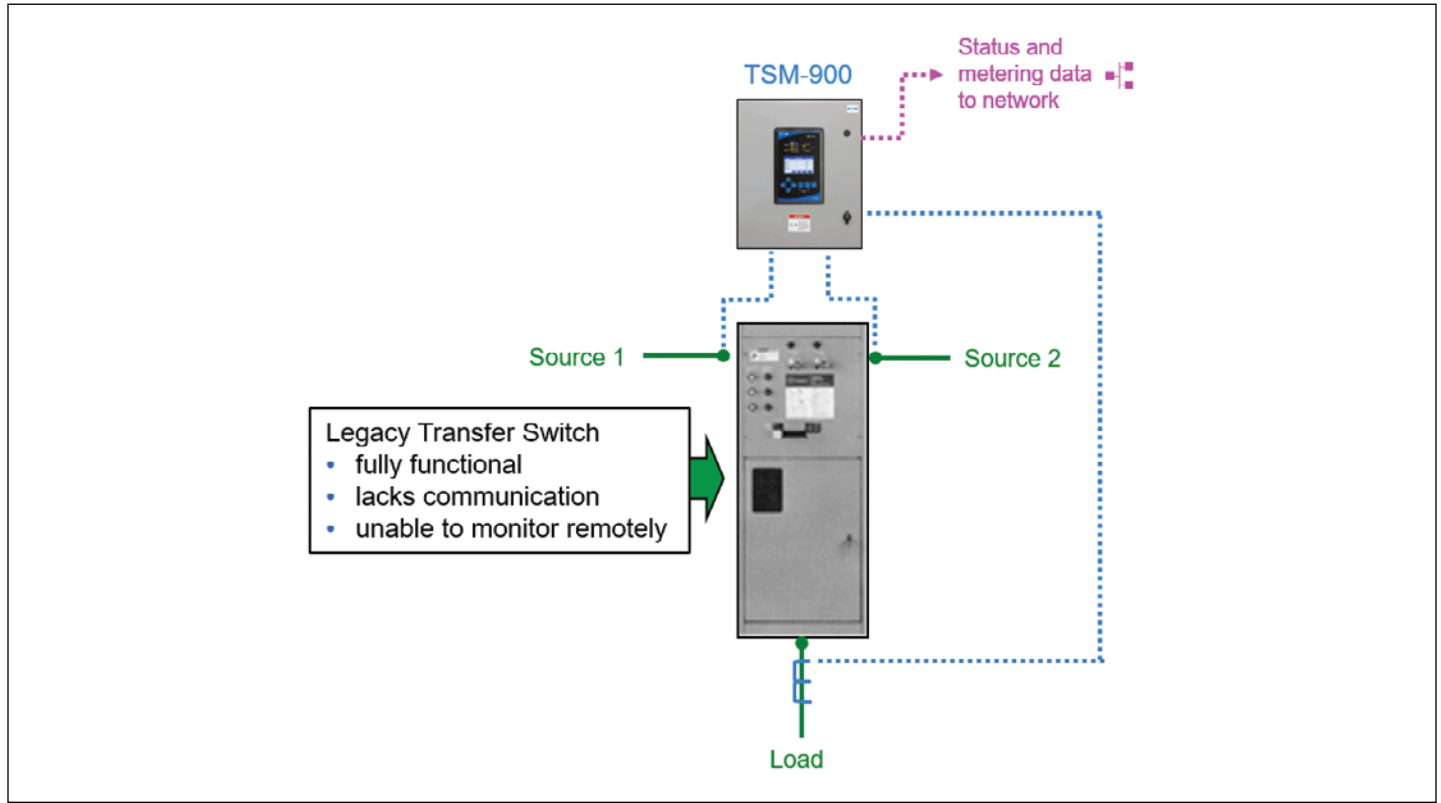 Status and
metering data
to network
TSM-900
Source 1
Source 2
Legacy Transfer Switch
• fully functional
• lacks communication
• unable to monitor remotely
Load